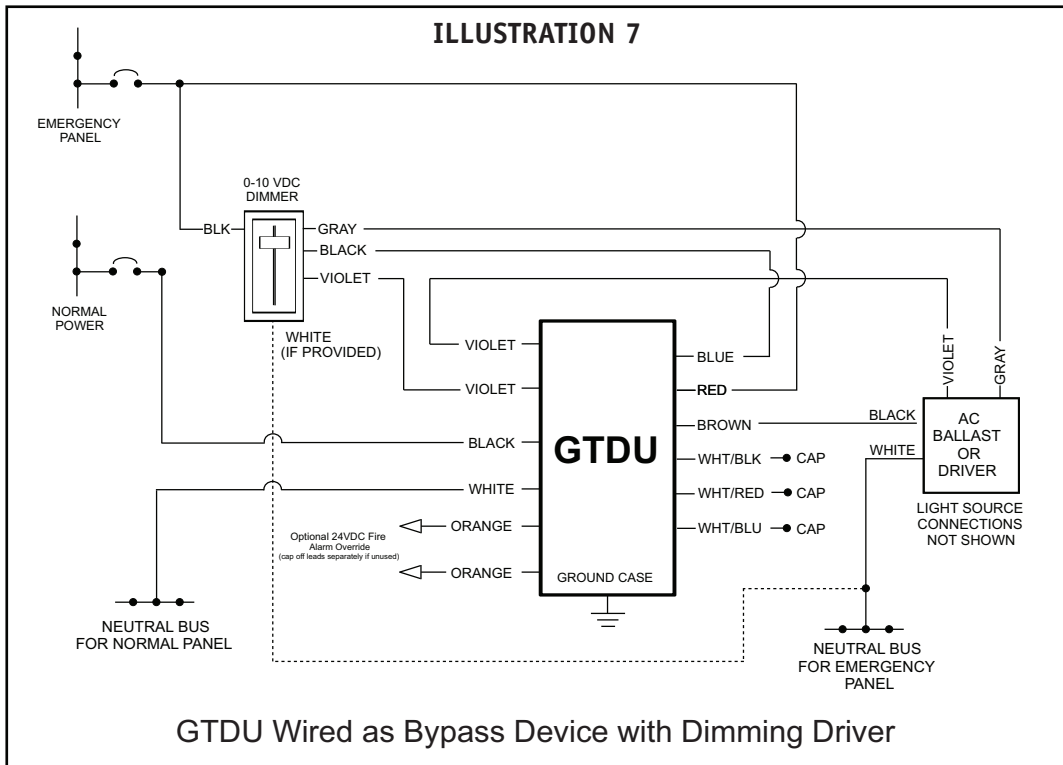 ILLUSTRATION 7
EMERGENCY
PANEL
0-10 VDC
DIMMER
BLK
GRAY
BLACK
VIOLET
NORMAL
POWER
WHITE
(IF PROVIDED)
VIOLET
VIOLET
BLACK
WHITE
ORANGE
Optional 24VDC Fire
Alarm Override
(cap off leads separately if unused)
ORANGE
GTDU
GROUND CASE
BLUE
RED
BROWN
WHT/BLK
CAP
WHT/RED
CAP
WHT/BLU
CAP
VIOLET
GRAY
BLACK
WHITE
AC
BALLAST
OR
DRIVER
LIGHT SOURCE
CONNECTIONS
NOT SHOWN
NEUTRAL BUS
FOR NORMAL PANEL
NEUTRAL BUS
FOR EMERGENCY
PANEL
GTDU Wired as Bypass Device with Dimming Driver